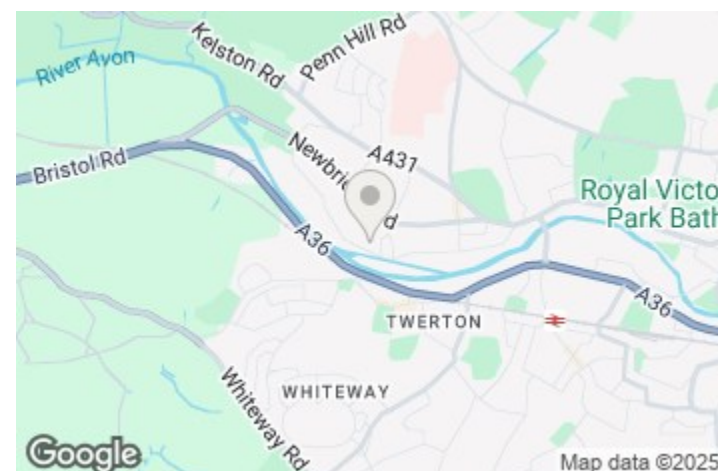 Kelston Rd
Penn Hill Rd
River Avon
A431
Bristol Rd
Royal Victo
Park Bath
A36
A36
TWERTON
WHITEWAY
Whiteway Rd
Google
Map data ©2025